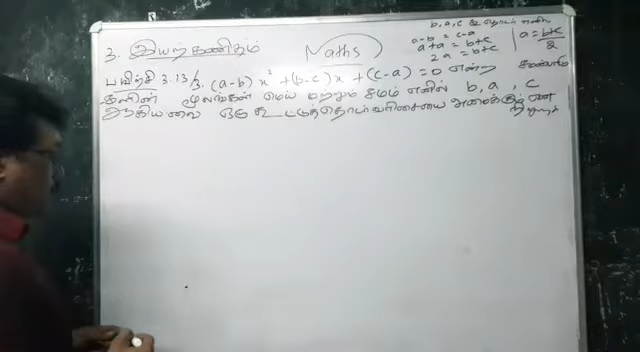 b, a, c கூ தொடர் எனில்
a-b = c-a
a+a = b+c
2a = b+c
a = b+c/2
3. இயற்கணிதம் Maths
பயிற்சி 3.13/3. (a-b) x² + (b-c) x + (c-a) = 0 என்ற
மூலங்கள் மெய் மற்றும் சமம் எனில் b, a, c
ஆகியவை ஒரு கூட்டுத்தொடர் வரிசையை அமைக்கும் என